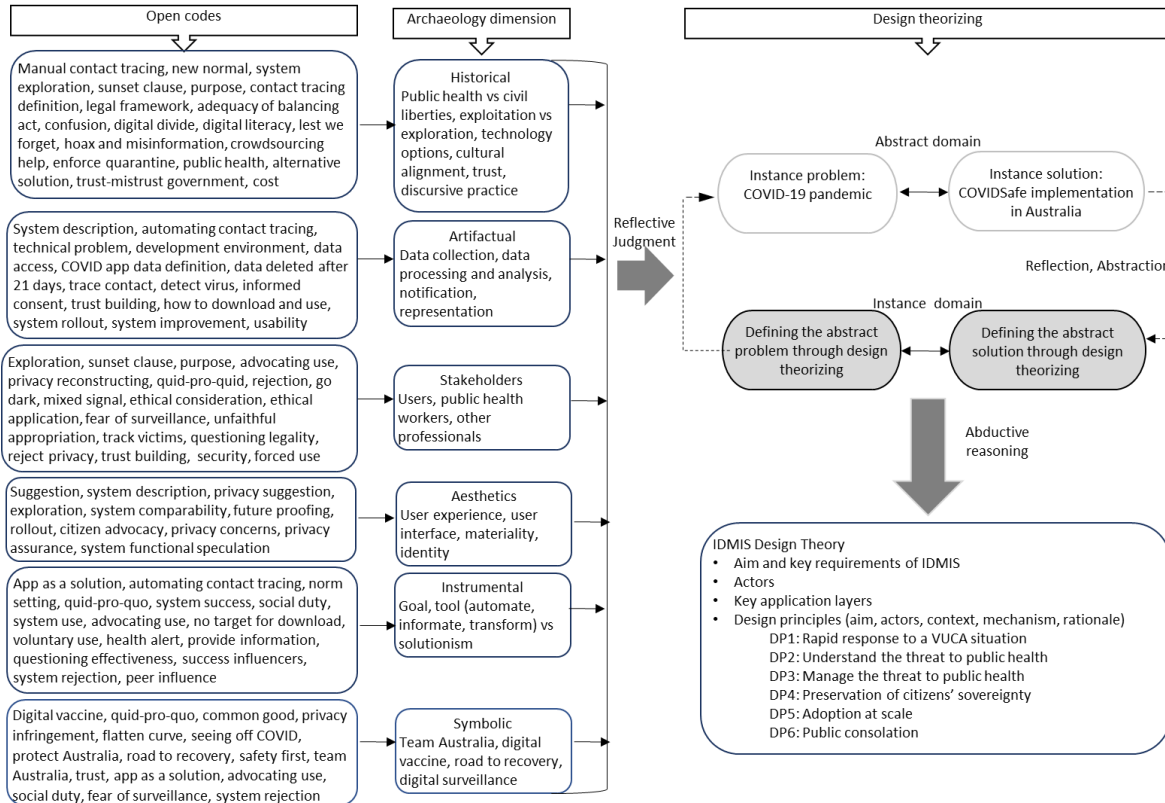 Open codes
Manual contact tracing, new normal, system
exploration, sunset clause, purpose, contact tracing
definition, legal framework, adequacy of balancing
act, confusion, digital divide, digital literacy, lest we
forget, hoax and misinformation, crowdsourcing
help, enforce quarantine, public health, alternative
solution, trust-mistrust government, cost
System description, automating contact tracing,
technical problem, development environment, data
access, COVID app data definition, data deleted after
21 days, trace contact, detect virus, informed
consent, trust building, how to download and use,
system rollout, system improvement, usability
Exploration, sunset clause, purpose, advocating use,
privacy reconstructing, quid-pro-quid, rejection, go
dark, mixed signal, ethical consideration, ethical
application, fear of surveillance, unfaithful
appropriation, track victims, questioning legality,
reject privacy, trust building, security, forced use
Suggestion, system description, privacy suggestion,
exploration, system comparability, future proofing,
rollout, citizen advocacy, privacy concerns, privacy
assurance, system functional speculation
App as a solution, automating contact tracing, norm
setting, quid-pro-quo, system success, social duty,
system use, advocating use, no target for download,
voluntary use, health alert, provide information,
questioning effectiveness, success influencers,
system rejection, peer influence
Digital vaccine, quid-pro-quo, common good, privacy
infringement, flatten curve, seeing off COVID,
protect Australia, road to recovery, safety first, team
Australia, trust, app as a solution, advocating use,
social duty, fear of surveillance, system rejection
Archaeology dimension
Historical
Public health vs civil
liberties, exploitation vs
exploration, technology
options, cultural
alignment, trust,
discursive practice
Artifactual
Data collection, data
processing and analysis,
notification,
representation
Stakeholders
Users, public health
workers, other
professionals
Aesthetics
User experience, user
interface, materiality,
identity
Instrumental
Goal, tool (automate,
informate, transform) vs
solutionism
Symbolic
Team Australia, digital
vaccine, road to recovery,
digital surveillance
Reflective
Judgment
Design theorizing
Abstract domain
Instance problem:
COVID-19 pandemic
Instance solution:
COVIDSafe implementation
in Australia
Reflection, Abstraction
Instance domain
Defining the abstract
problem through design
theorizing
Defining the abstract
solution through design
theorizing
Abductive
reasoning
IDMIS Design Theory
• Aim and key requirements of IDMIS
• Actors
• Key application layers
• Design principles (aim, actors, context, mechanism, rationale)
DP1: Rapid response to a VUCA situation
DP2: Understand the threat to public health
DP3: Manage the threat to public health
DP4: Preservation of citizens’ sovereignty
DP5: Adoption at scale
DP6: Public consolation